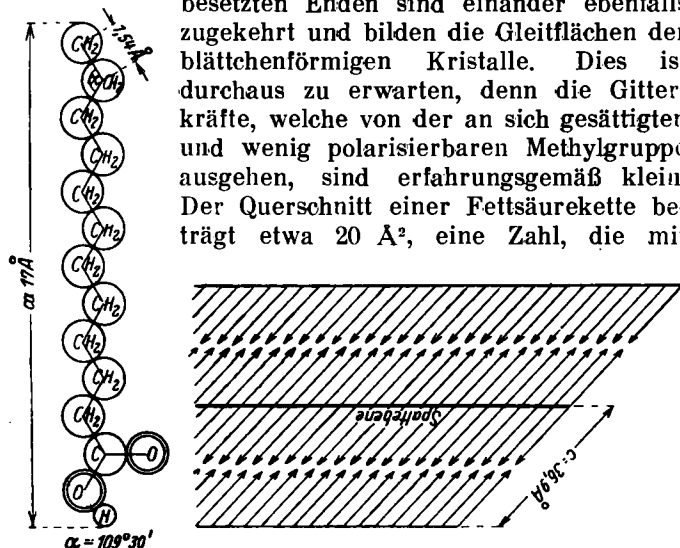 besetzten Enden sind einander ebenfalls
zugekehrt und bilden die Gleitflächen der
blättchenförmigen Kristalle. Dies is
durchaus zu erwarten, denn die Gitter
kräfte, welche von der an sich gesättigten
und wenig polarisierbaren Methylgruppe
ausgehen, sind erfahrungsgemäß klein
Der Querschnitt einer Fettsäurekette be-
trägt etwa 20 Å², eine Zahl, die mit
1,54 Å
CH₂
CH₂
CH₂
CH₂
CH₂
CH₂
CH₂
CH₂
CH₂
CH₂
CH₂
C O
O
H
ca 17Å
α = 109°30'
Spaltebene
c=36,9Å